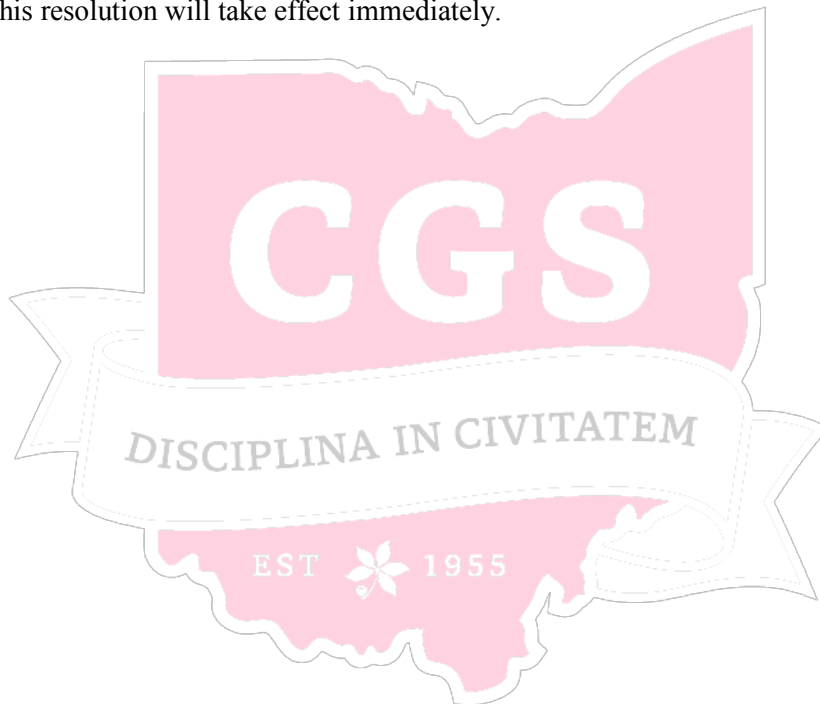 his resolution will take effect immediately.
CGS
DISCIPLINA IN CIVITATEM
EST 1955